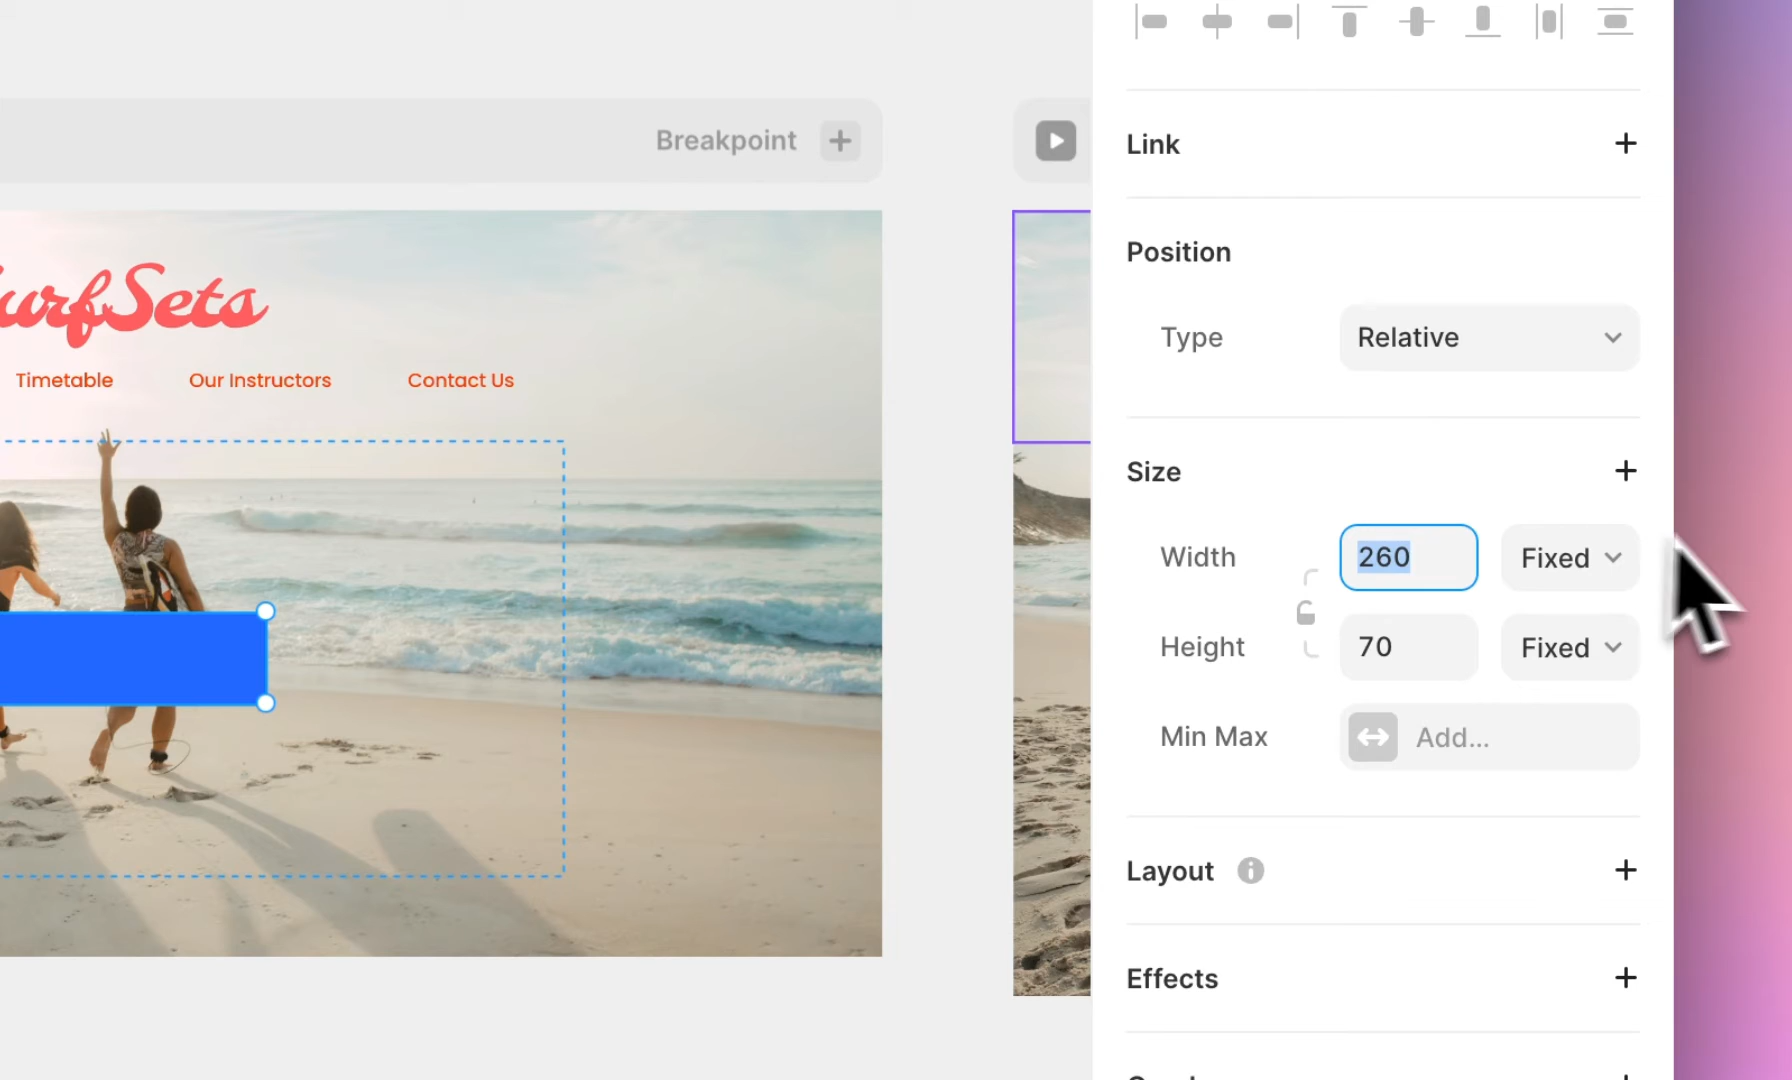 Breakpoint
urfSets
Timetable
Our Instructors
Contact Us
Link
Position
Type
Relative
Size
Width
260
Fixed
Height
70
Fixed
Min Max
Add...
Layout
Effects